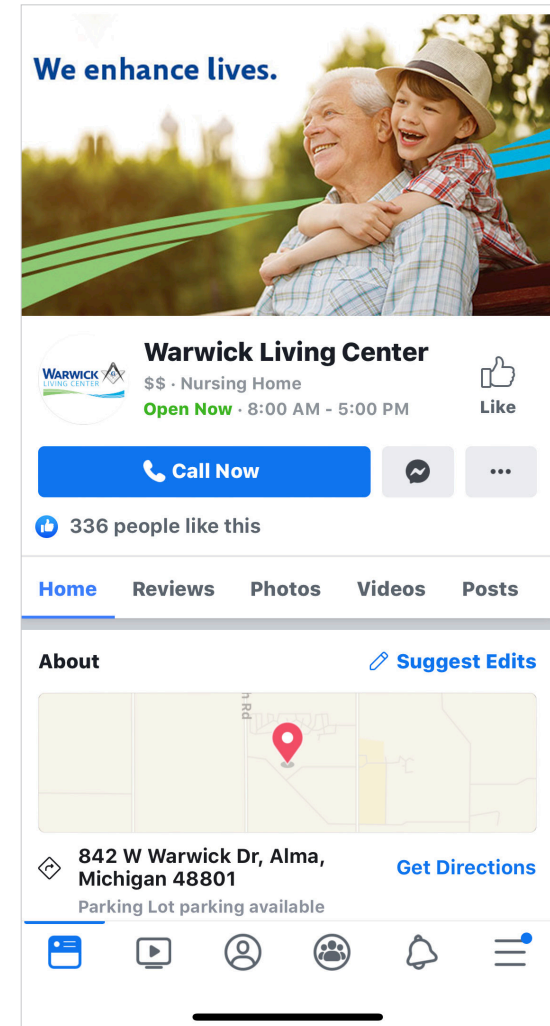 We enhance lives.
Warwick Living Center
WARWICK
LIVING CENTER
$$ · Nursing Home
Open Now · 8:00 AM - 5:00 PM
Like
Call Now
336 people like this
Home Reviews Photos Videos Posts
About
Suggest Edits
h Rd
842 W Warwick Dr, Alma,
Michigan 48801
Get Directions
Parking Lot parking available